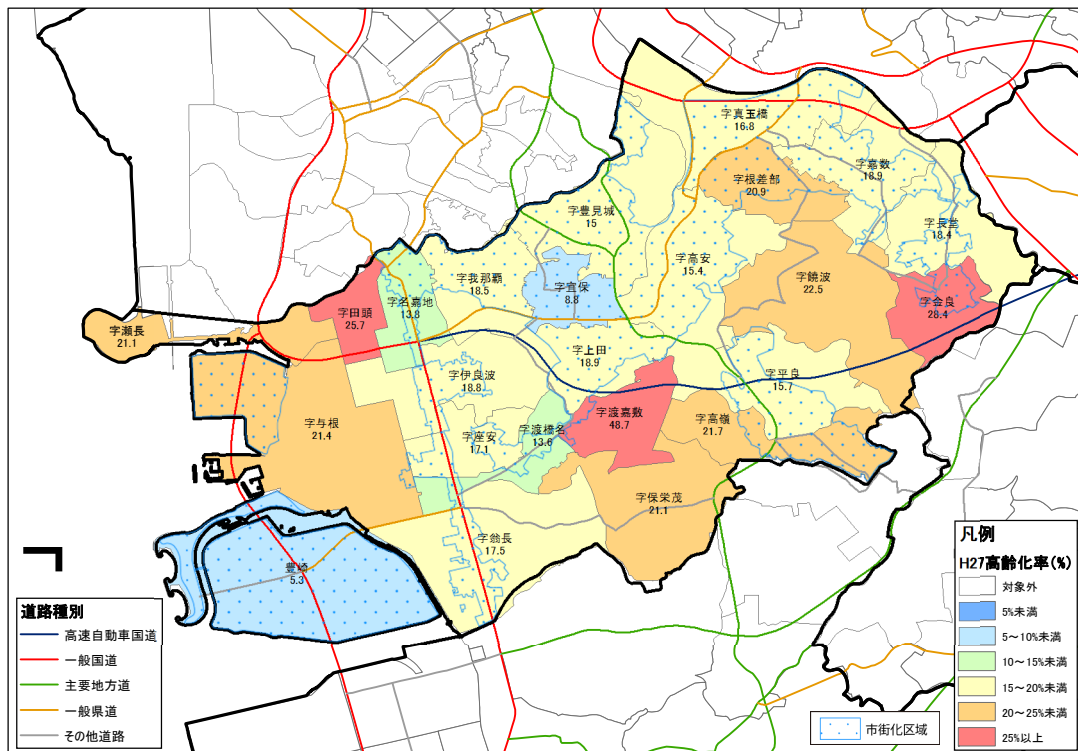 字真玉橋
16.8
字嘉数
18.9
字根差部
20.9
字豊見城
15
字長堂
18.4
字高安
15.4
字饒波
22.5
字我那覇
18.5
字宜保
8.8
字金良
28.4
字名嘉地
13.8
字田頭
25.7
字瀬長
21.1
字上田
18.9
字伊良波
18.8
字平良
15.7
字渡嘉敷
48.7
字高嶺
21.7
字与根
21.4
字座安
17.1
字渡橋名
13.6
字保栄茂
21.1
字翁長
17.5
豊崎
5.3
道路種別
高速自動車国道
一般国道
主要地方道
一般県道
その他道路
市街化区域
凡例
H27高齢化率(%)
対象外
5%未満
5～10%未満
10～15%未満
15～20%未満
20～25%未満
25%以上